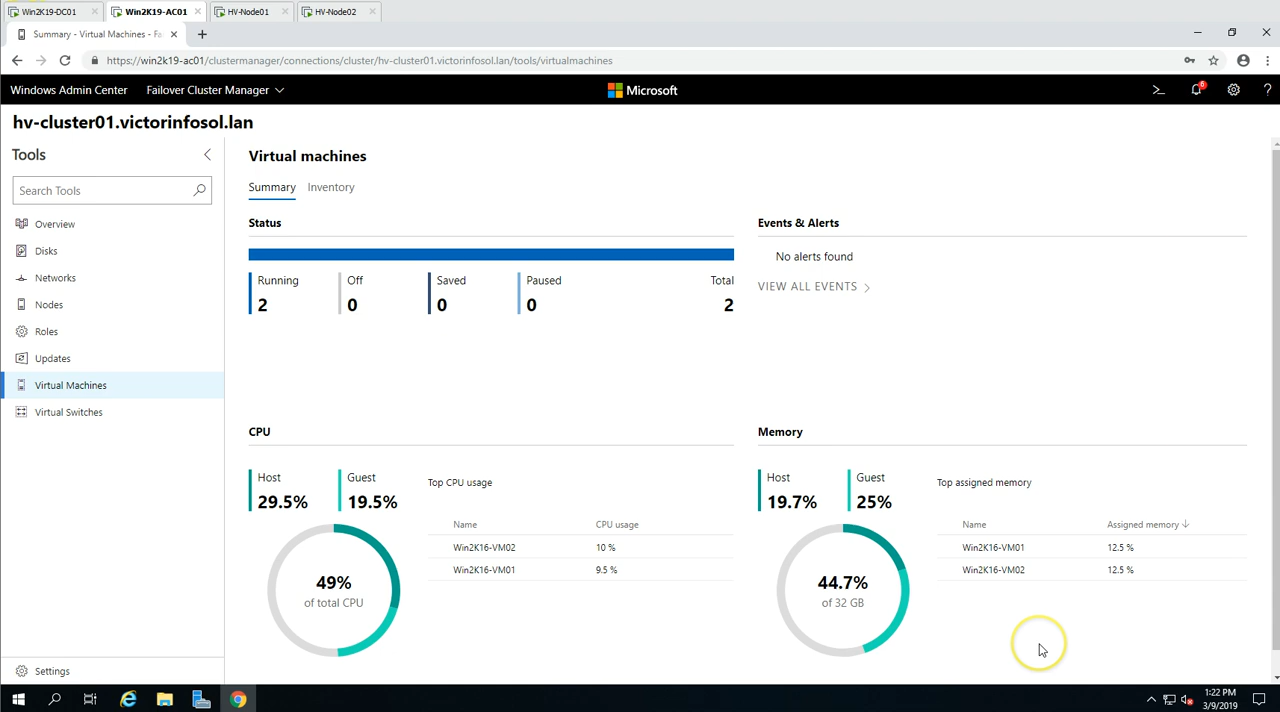 Win2K19-DC01
Win2K19-AC01
HV-Node01
HV-Node02
Summary - Virtual Machines - Fa
https://win2k19-ac01/clustermanager/connections/cluster/hv-cluster01.victorinfosol.lan/tools/virtualmachines
Windows Admin Center
Failover Cluster Manager
Microsoft
6
hv-cluster01.victorinfosol.lan
Tools
Search Tools
Overview
Disks
Networks
Nodes
Roles
Updates
Virtual Machines
Virtual Switches
Settings
Virtual machines
Summary
Inventory
Status
Running
2
Off
0
Saved
0
Paused
0
Total
2
Events & Alerts
No alerts found
VIEW ALL EVENTS
CPU
Host
29.5%
Guest
19.5%
49%
of total CPU
Top CPU usage
Name CPU usage
Win2K16-VM02 10 %
Win2K16-VM01 9.5 %
Memory
Host
19.7%
Guest
25%
44.7%
of 32 GB
Top assigned memory
Name Assigned memory
Win2K16-VM01 12.5 %
Win2K16-VM02 12.5 %
1:22 PM
3/9/2019